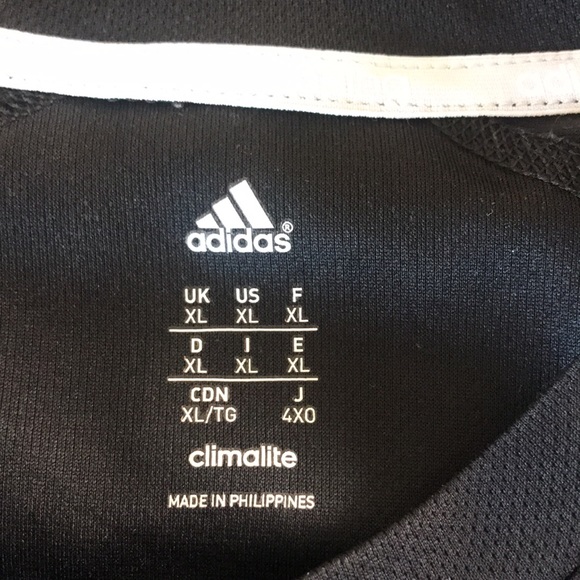 adidas®
UK US F
XL XL XL
D I E
XL XL XL
CDN J
XL/TG 4XO
climalite
MADE IN PHILIPPINES